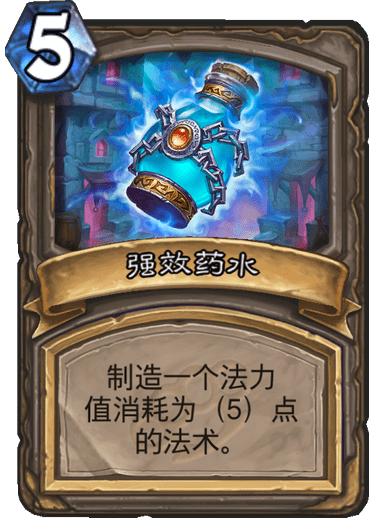 5
强效药水
制造一个法力
值消耗为（5）点
的法术。